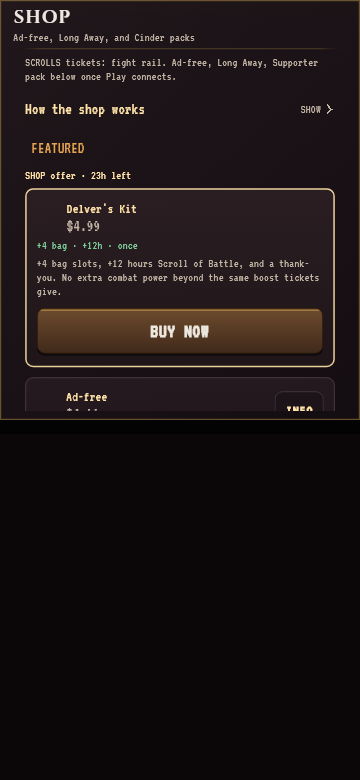 SHOP
Ad-free, Long Away, and Cinder packs
SCROLLS tickets: fight rail. Ad-free, Long Away, Supporter
pack below once Play connects.
How the shop works
SHOW
FEATURED
SHOP offer · 23h left
Delver's Kit
$4.99
+4 bag · +12h · once
+4 bag slots, +12 hours Scroll of Battle, and a thank-
you. No extra combat power beyond the same boost tickets
give.
BUY NOW
Ad-free
INFO